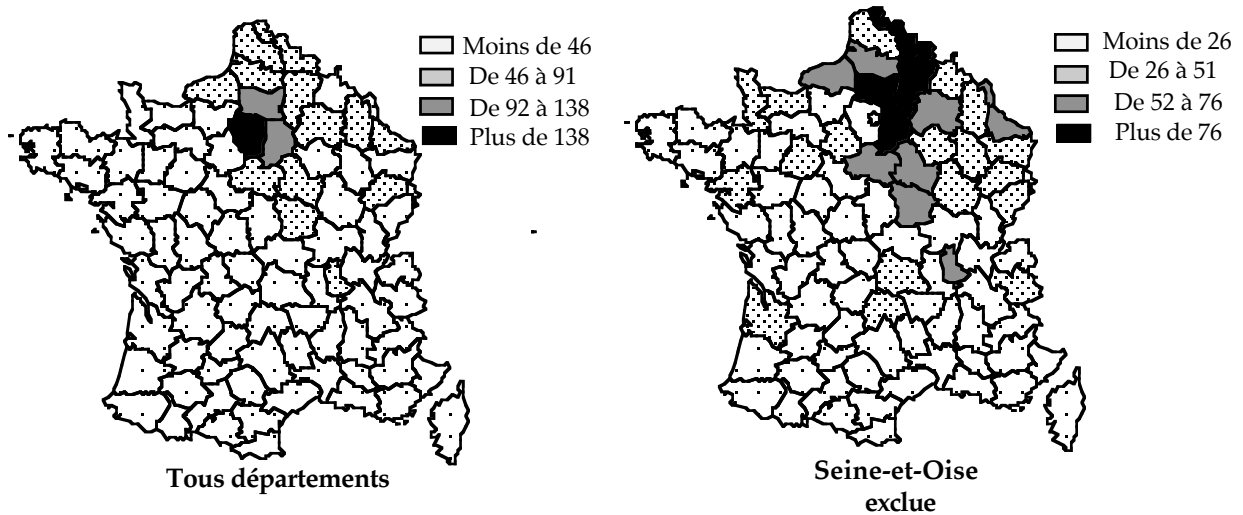 Moins de 46
De 46 à 91
De 92 à 138
Plus de 138
Tous départements
Moins de 26
De 26 à 51
De 52 à 76
Plus de 76
Seine-et-Oise
exclue